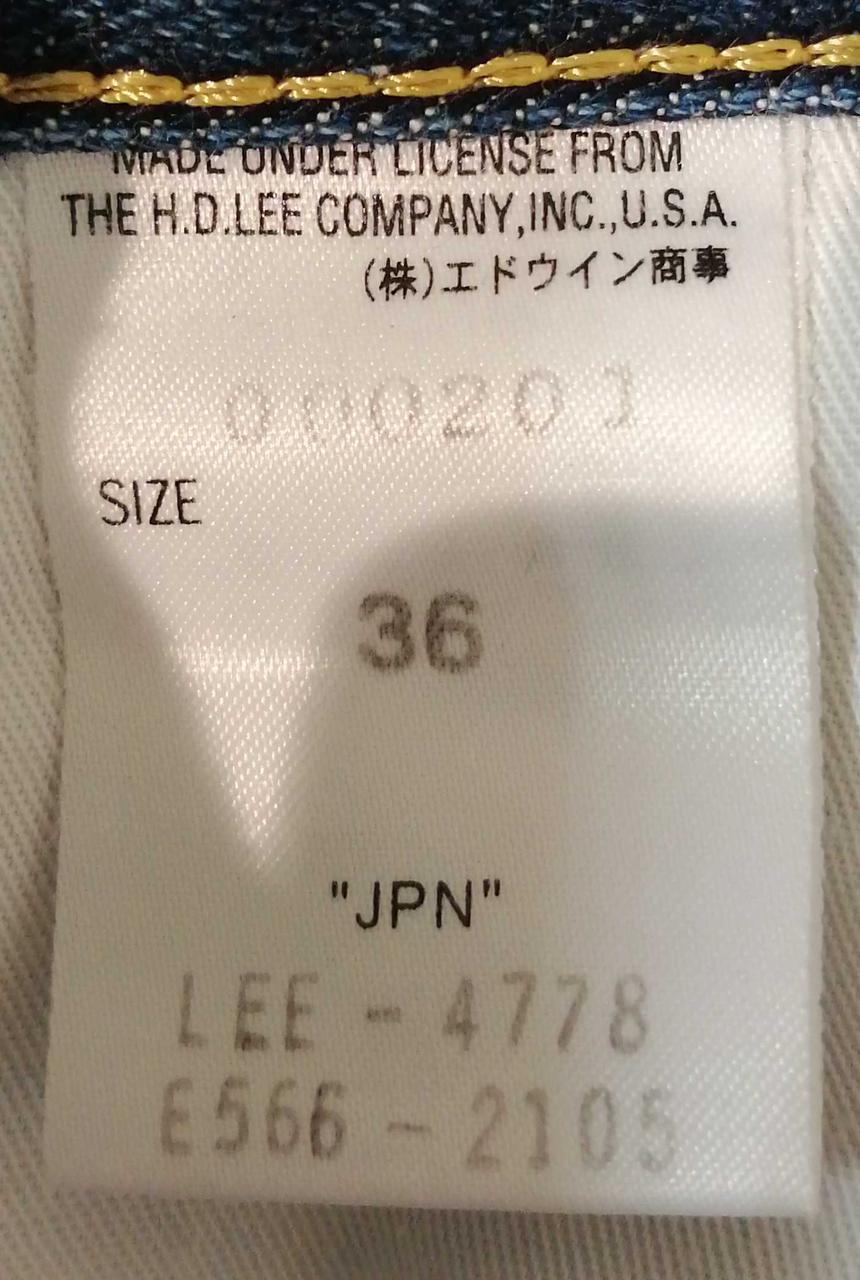 MADE UNDER LICENSE FROM
THE H.D.LEE COMPANY,INC.,U.S.A.
(株)エドウイン商事
000201
SIZE
36
"JPN"
LEE - 4778
E566 - 2105